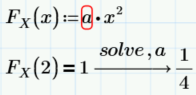 F_X(x):=a·x²
F_X(2)=1 solve,a → 1/4